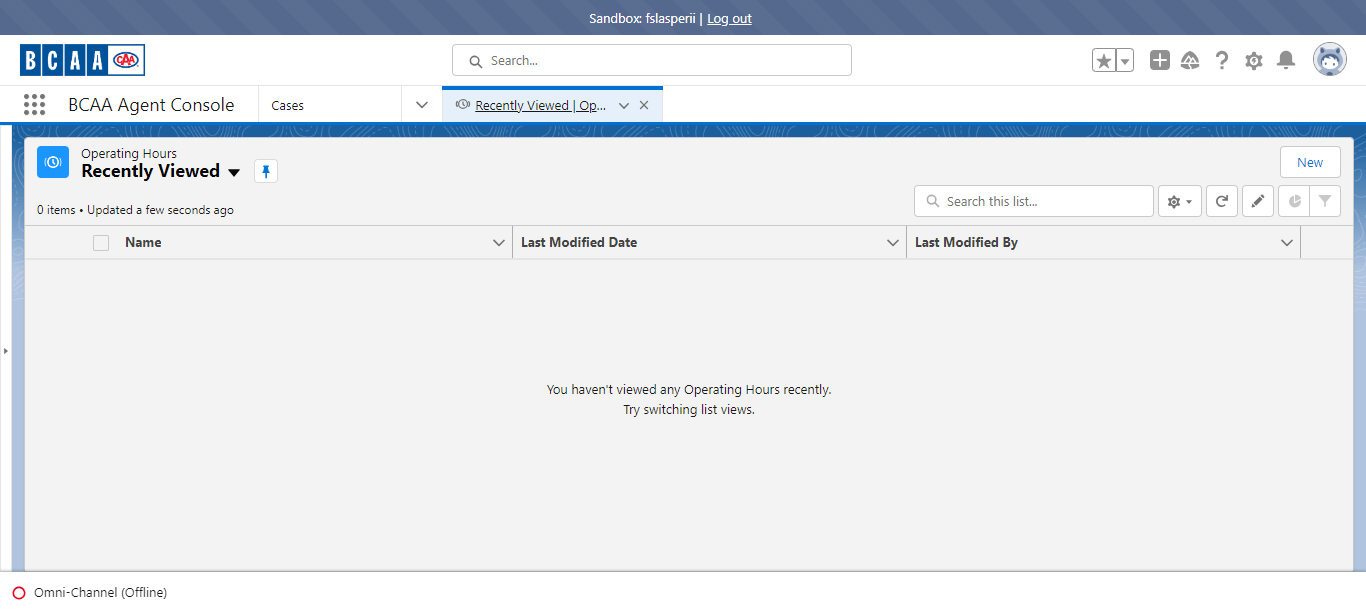 Sandbox: fslasperii | Log out
BCAA CAA
Search...
BCAA Agent Console
Cases
Recently Viewed | Op...
Operating Hours
Recently Viewed
New
0 items • Updated a few seconds ago
Search this list...
Name
Last Modified Date
Last Modified By
You haven't viewed any Operating Hours recently.
Try switching list views.
Omni-Channel (Offline)